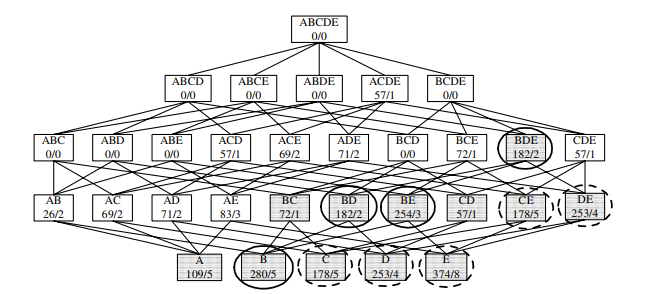 ABCDE
0/0
ABCD
0/0
ABCE
0/0
ABDE
0/0
ACDE
57/1
BCDE
0/0
ABC
0/0
ABD
0/0
ABE
0/0
ACD
57/1
ACE
69/2
ADE
71/2
BCD
0/0
BCE
72/1
BDE
182/2
CDE
57/1
AB
26/2
AC
69/2
AD
71/2
AE
83/3
BC
72/1
BD
182/2
BE
254/3
CD
57/1
CE
178/5
DE
253/4
A
109/5
B
280/5
C
178/5
D
253/4
E
374/8